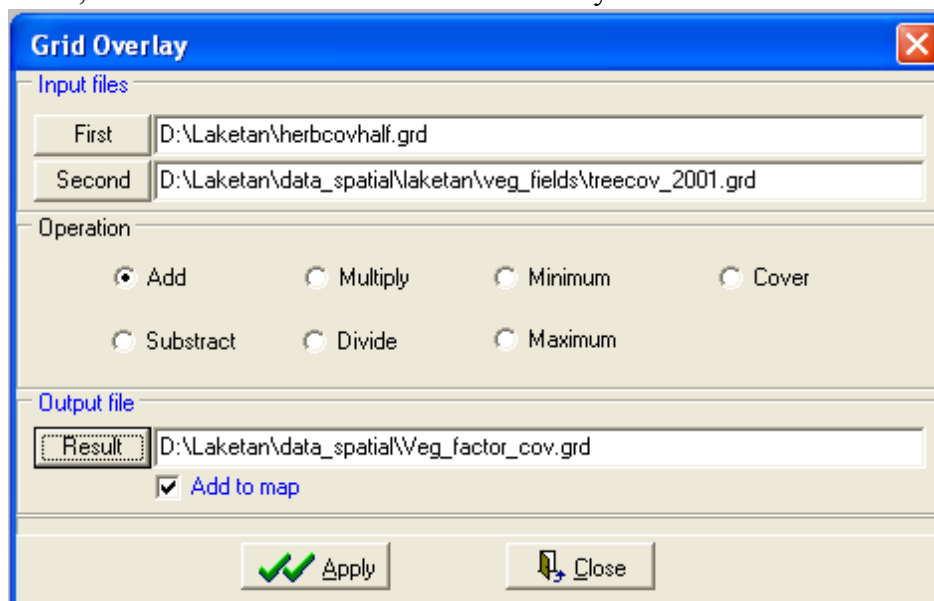 Grid Overlay
Input files
First D:\Laketan\herbcovhalf.grd
Second D:\Laketan\data_spatial\laketan\veg_fields\treecov_2001.grd
Operation
Add Multiply Minimum Cover
Substract Divide Maximum
Output file
Result D:\Laketan\data_spatial\Veg_factor_cov.grd
Add to map
Apply Close